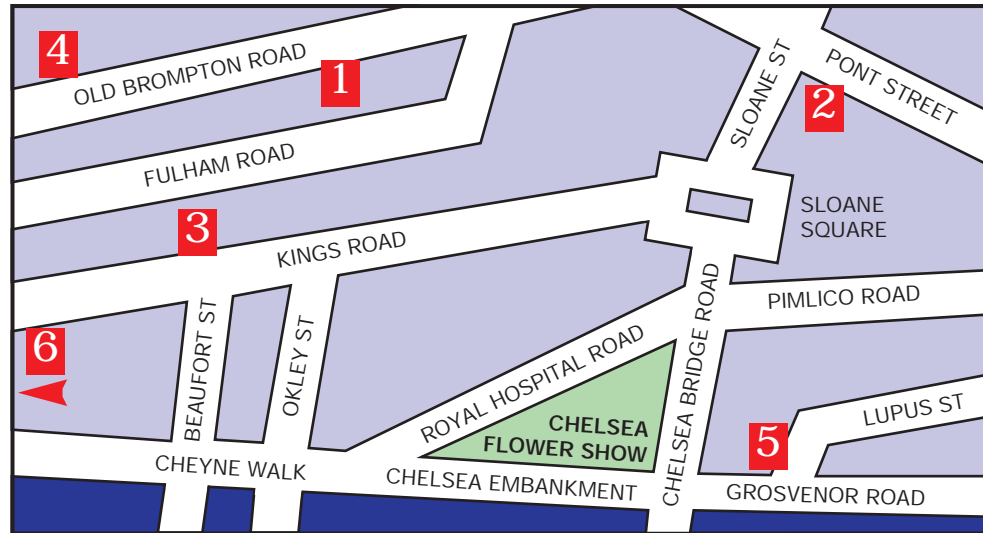 4
OLD BROMPTON ROAD
1
SLOANE ST
PONT STREET
2
FULHAM ROAD
3
KINGS ROAD
SLOANE
SQUARE
6
BEAUFORT ST
OKLEY ST
ROYAL HOSPITAL ROAD
CHELSEA BRIDGE ROAD
PIMLICO ROAD
CHELSEA
FLOWER SHOW
5
LUPUS ST
CHEYNE WALK
CHELSEA EMBANKMENT
GROSVENOR ROAD